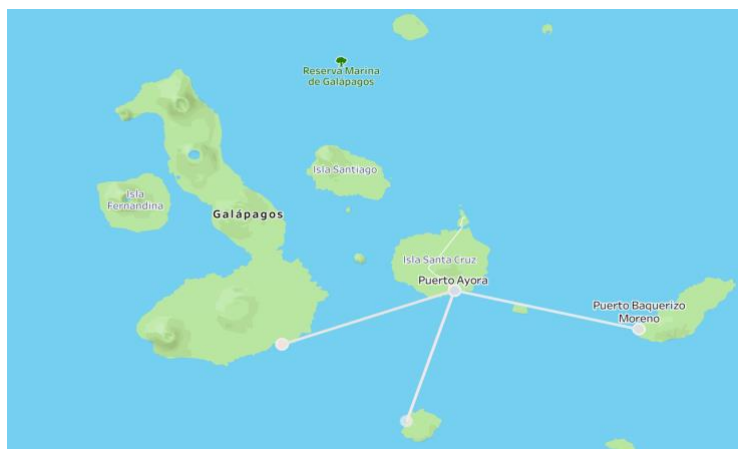 Reserva Marina
de Galápagos
Isla Santiago
Isla
Fernandina
Galápagos
Isla Santa Cruz
Puerto Ayora
Puerto Baquerizo
Moreno